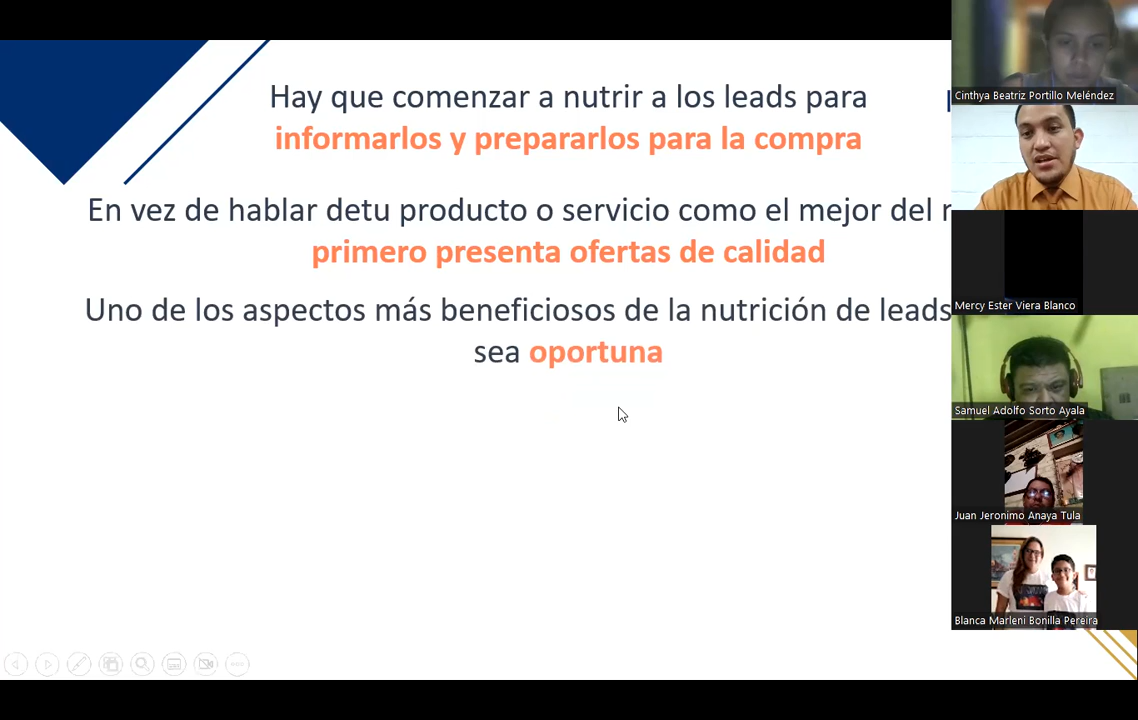 Hay que comenzar a nutrir a los leads para
informarlos y prepararlos para la compra
En vez de hablar detu producto o servicio como el mejor del
primero presenta ofertas de calidad
Uno de los aspectos más beneficiosos de la nutrición de leads
sea oportuna
Cinthya Beatriz Portillo Meléndez
Mercy Ester Viera Blanco
Samuel Adolfo Sorto Ayala
Juan Jeronimo Anaya Tula
Blanca Marleni Bonilla Pereira